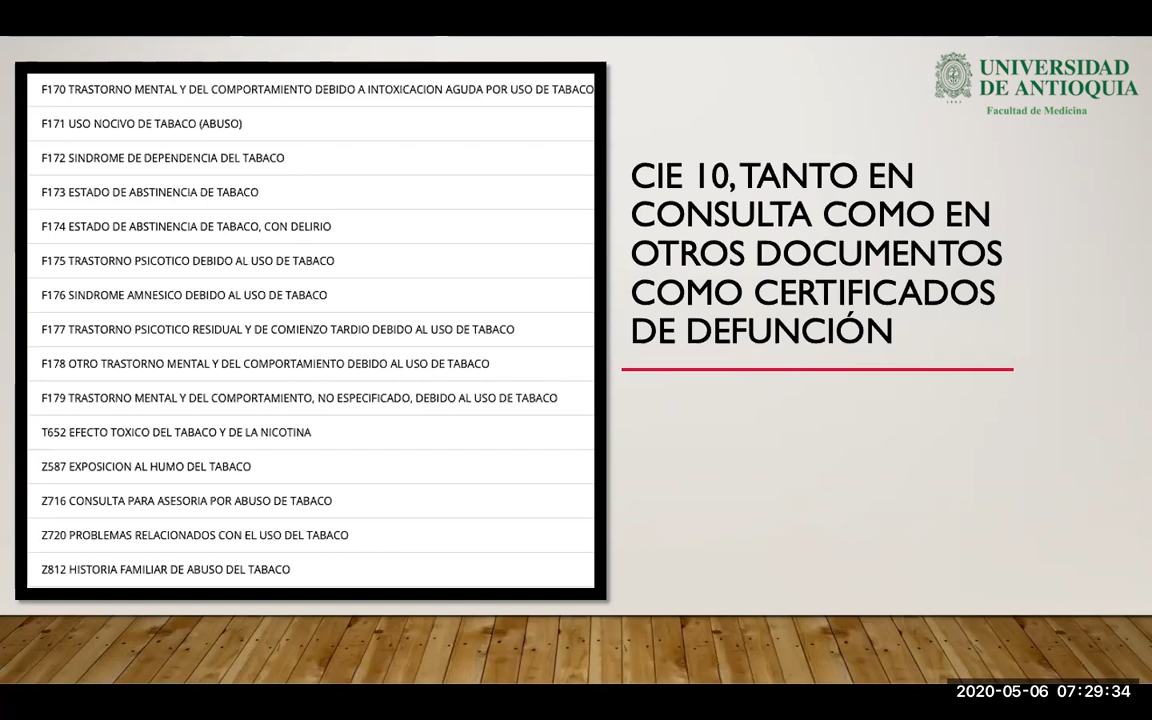 F170 TRASTORNO MENTAL Y DEL COMPORTAMIENTO DEBIDO A INTOXICACION AGUDA POR USO DE TABACO
F171 USO NOCIVO DE TABACO (ABUSO)
F172 SINDROME DE DEPENDENCIA DEL TABACO
F173 ESTADO DE ABSTINENCIA DE TABACO
F174 ESTADO DE ABSTINENCIA DE TABACO, CON DELIRIO
F175 TRASTORNO PSICOTICO DEBIDO AL USO DE TABACO
F176 SINDROME AMNESICO DEBIDO AL USO DE TABACO
F177 TRASTORNO PSICOTICO RESIDUAL Y DE COMIENZO TARDIO DEBIDO AL USO DE TABACO
F178 OTRO TRASTORNO MENTAL Y DEL COMPORTAMIENTO DEBIDO AL USO DE TABACO
F179 TRASTORNO MENTAL Y DEL COMPORTAMIENTO, NO ESPECIFICADO, DEBIDO AL USO DE TABACO
T652 EFECTO TOXICO DEL TABACO Y DE LA NICOTINA
Z587 EXPOSICION AL HUMO DEL TABACO
Z716 CONSULTA PARA ASESORIA POR ABUSO DE TABACO
Z720 PROBLEMAS RELACIONADOS CON EL USO DEL TABACO
Z812 HISTORIA FAMILIAR DE ABUSO DEL TABACO
UNIVERSIDAD
DE ANTIOQUIA
Facultad de Medicina
CIE 10, TANTO EN
CONSULTA COMO EN
OTROS DOCUMENTOS
COMO CERTIFICADOS
DE DEFUNCIÓN
2020-05-06 07:29:34